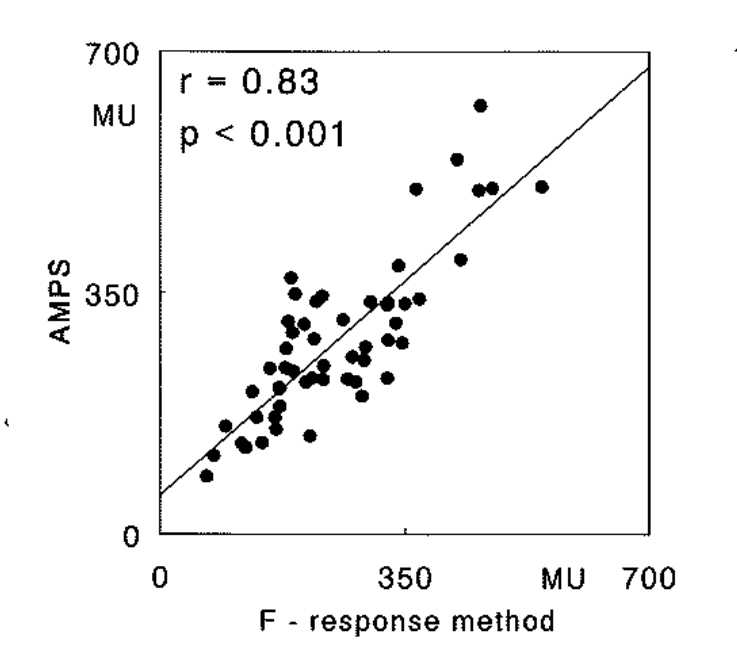 700
MU
r = 0.83
p < 0.001
AMPS
350
0
0 350 MU 700
F - response method